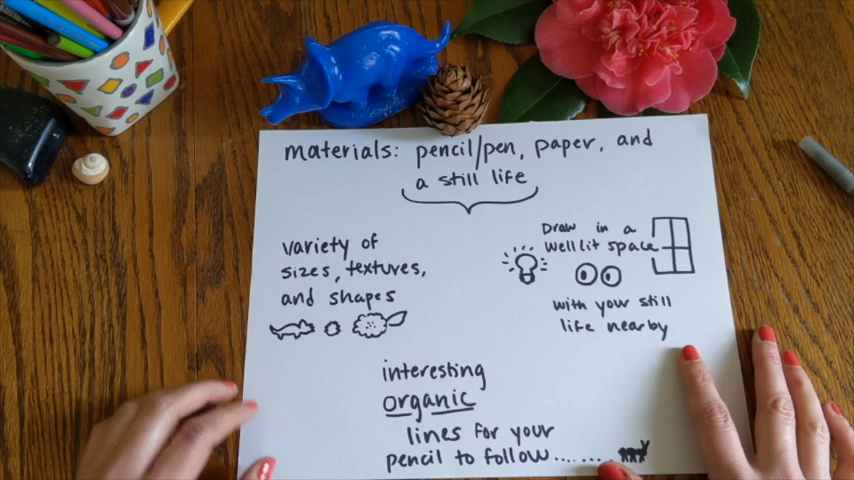 materials: pencil/pen, paper, and
a still life
variety of
sizes, textures,
and shapes
Draw in a
well lit space
with your still
life nearby
interesting
organic
lines for your
pencil to follow.......